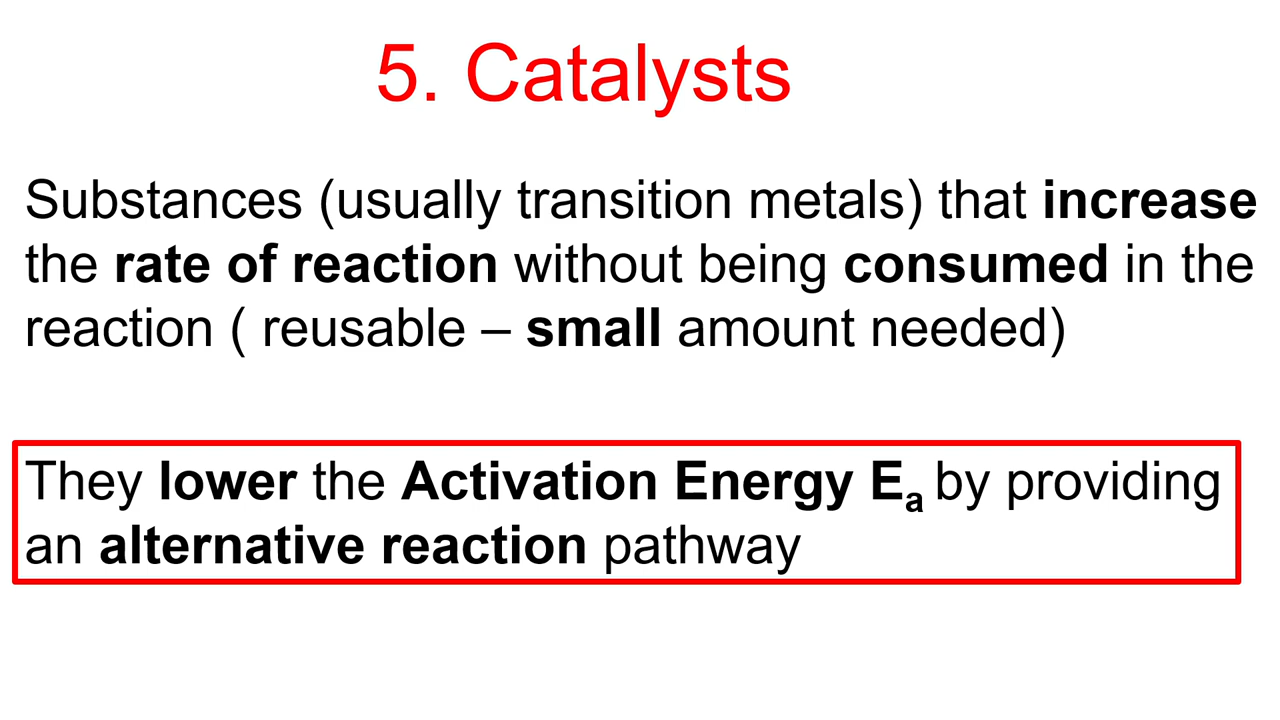 5. Catalysts
Substances (usually transition metals) that increase
the rate of reaction without being consumed in the
reaction ( reusable – small amount needed)
They lower the Activation Energy Ea by providing
an alternative reaction pathway